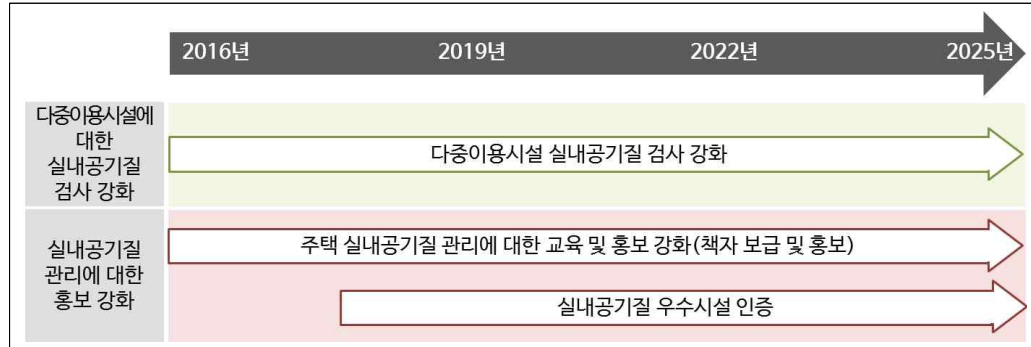 2016년 2019년 2022년 2025년
다중이용시설에
대한
실내공기질
검사 강화
다중이용시설 실내공기질 검사 강화
실내공기질
관리에 대한
홍보 강화
주택 실내공기질 관리에 대한 교육 및 홍보 강화(책자 보급 및 홍보)
실내공기질 우수시설 인증